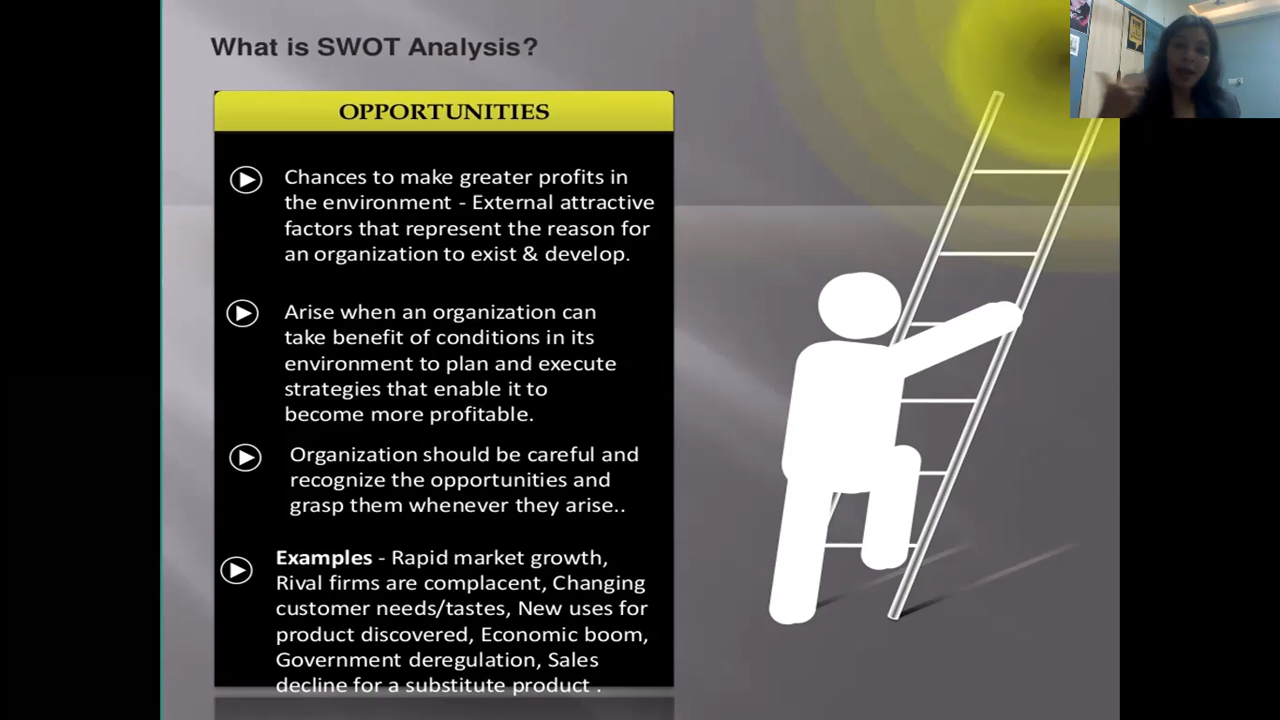 What is SWOT Analysis?
OPPORTUNITIES
Chances to make greater profits in
the environment - External attractive
factors that represent the reason for
an organization to exist & develop.
Arise when an organization can
take benefit of conditions in its
environment to plan and execute
strategies that enable it to
become more profitable.
Organization should be careful and
recognize the opportunities and
grasp them whenever they arise..
Examples - Rapid market growth,
Rival firms are complacent, Changing
customer needs/tastes, New uses for
product discovered, Economic boom,
Government deregulation, Sales
decline for a substitute product .